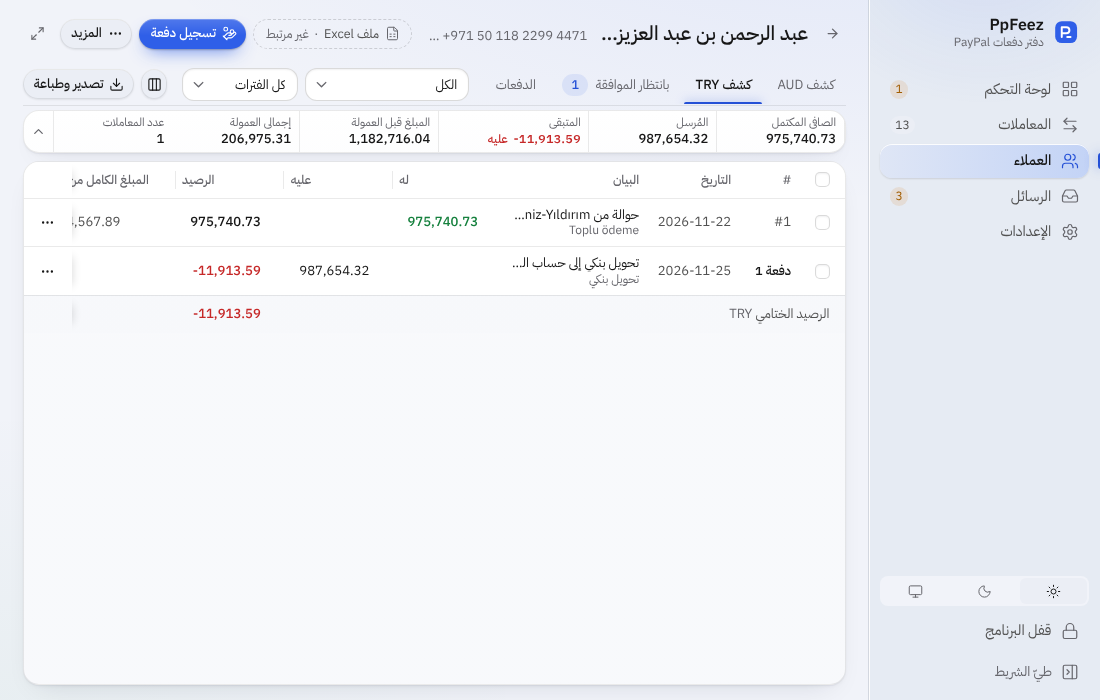 PpFeez
دفتر دفعات PayPal
لوحة التحكم 1
المعاملات 13
العملاء
الرسائل 3
الإعدادات
قفل البرنامج
طيّ الشريط
عبد الرحمن بن عبد العزيز...
+971 50 118 2299 4471 ...
ملف Excel · غير مرتبط
تسجيل دفعة
المزيد
كشف AUD
كشف TRY
بانتظار الموافقة 1
الدفعات
الكل
كل الفترات
تصدير وطباعة
الصافي المكتمل
975,740.73
المُرسل
987,654.32
المتبقي
-11,913.59 عليه
المبلغ قبل العمولة
1,182,716.04
إجمالي العمولة
206,975.31
عدد المعاملات
1
# التاريخ البيان له عليه الرصيد المبلغ الكامل
#1 2026-11-22 حوالة من niz-Yıldırım... 975,740.73 975,740.73 ,567.89
Toplu ödeme
دفعة 1 2026-11-25 تحويل بنكي إلى حساب الـ... 987,654.32 -11,913.59
تحويل بنكي
الرصيد الختامي TRY -11,913.59